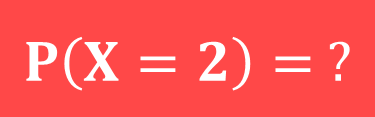 P(X = 2) = ?